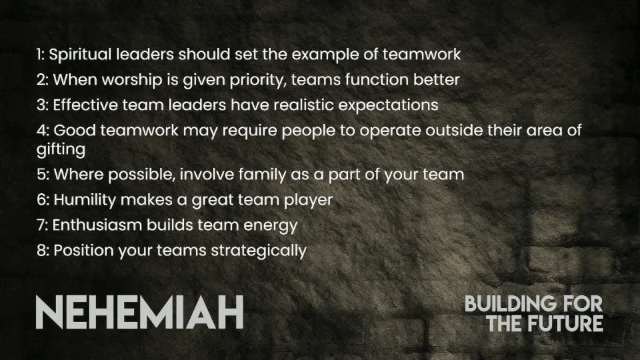 1: Spiritual leaders should set the example of teamwork
2: When worship is given priority, teams function better
3: Effective team leaders have realistic expectations
4: Good teamwork may require people to operate outside their area of
gifting
5: Where possible, involve family as a part of your team
6: Humility makes a great team player
7: Enthusiasm builds team energy
8: Position your teams strategically
NEHEMIAH
BUILDING FOR
THE FUTURE